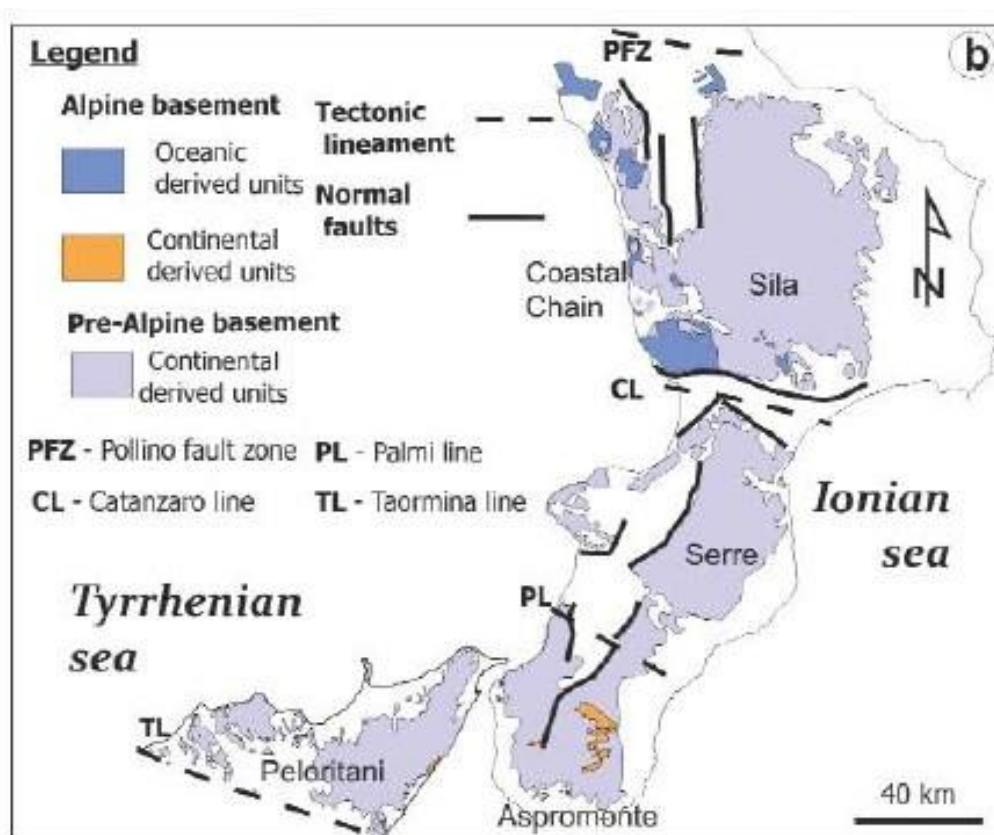 Legend
Alpine basement
Oceanic
derived units
Continental
derived units
Pre-Alpine basement
Continental
derived units
Tectonic
lineament
Normal
faults
PFZ - Pollino fault zone
PL - Palmi line
CL - Catanzaro line
TL - Taormina line
PFZ
b
Coastal
Chain
Sila
N
CL
Ionian
sea
Serre
Tyrrhenian
sea
PL
TL
Peloritani
Aspromonte
40 km